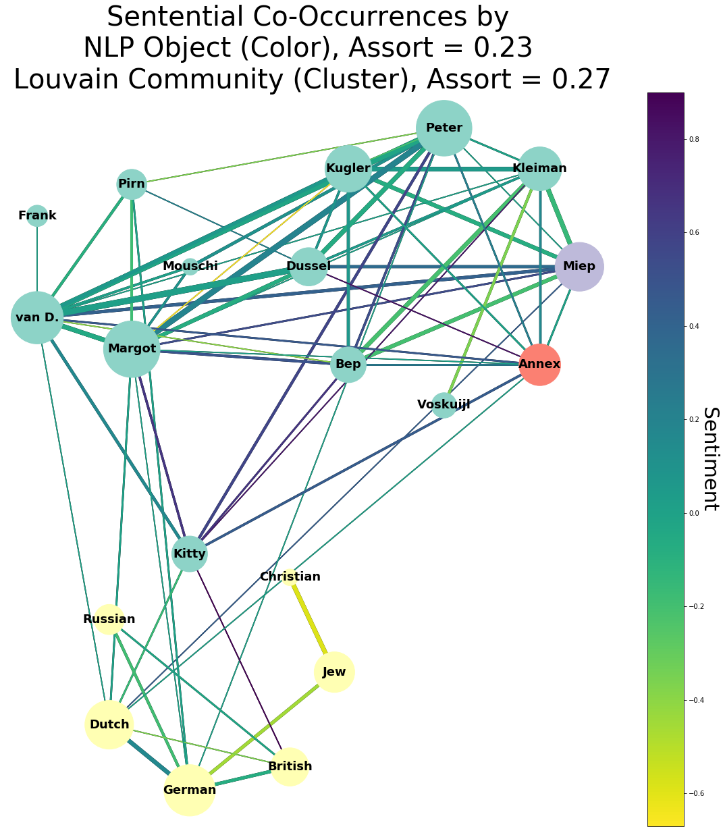 Sentential Co-Occurrences by
NLP Object (Color), Assort = 0.23
Louvain Community (Cluster), Assort = 0.27
Peter
Kugler
Kleiman
Pirn
Frank
Mouschi
Dussel
Miep
van D.
Margot
Bep
Annex
Voskuijl
Kitty
Christian
Russian
Jew
Dutch
British
German
0.8
0.6
0.4
0.2
0.0
−0.2
−0.4
−0.6
Sentiment